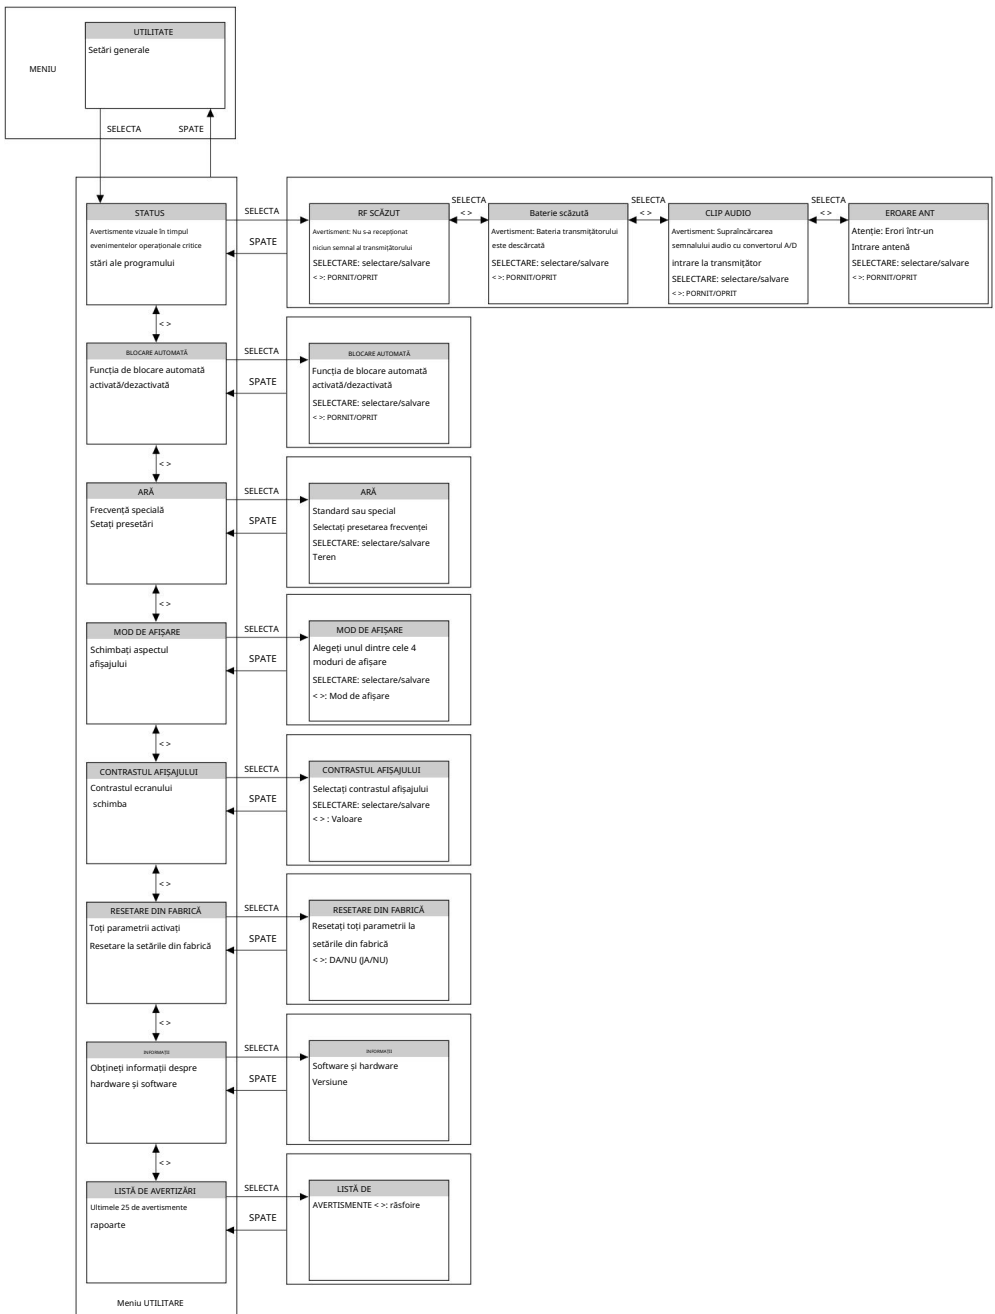 UTILITATE
Setări generale
MENIU
SELECTA
SPATE
STATUS
Avertismente vizuale în timpul
evenimentelor operaționale critice
stări ale programului
SELECTA
SPATE
RF SCĂZUT
Avertisment: Nu s-a recepționat
niciun semnal al transmițătorului
SELECTARE: selectare/salvare
< >: PORNIT/OPRIT
SELECTA
< >
Baterie scăzută
Avertisment: Bateria transmițătorului
este descărcată
SELECTARE: selectare/salvare
< >: PORNIT/OPRIT
SELECTA
< >
CLIP AUDIO
Avertisment: Supraîncărcarea
semnalului audio cu convertorul A/D
intrare la transmițător
SELECTARE: selectare/salvare
< >: PORNIT/OPRIT
SELECTA
< >
EROARE ANT
Atenție: Erori într-un
Intrare antenă
SELECTARE: selectare/salvare
< >: PORNIT/OPRIT
< >
BLOCARE AUTOMATĂ
Funcția de blocare automată
activată/dezactivată
SELECTA
SPATE
BLOCARE AUTOMATĂ
Funcția de blocare automată
activată/dezactivată
SELECTARE: selectare/salvare
< >: PORNIT/OPRIT
< >
ARĂ
Frecvență specială
Setați presetări
SELECTA
SPATE
ARĂ
Standard sau special
Selectați presetarea frecvenței
SELECTARE: selectare/salvare
Teren
< >
MOD DE AFIȘARE
Schimbați aspectul
afișajului
SELECTA
SPATE
MOD DE AFIȘARE
Alegeți unul dintre cele 4
moduri de afișare
SELECTARE: selectare/salvare
< >: Mod de afișare
< >
CONTRASTUL AFIȘAJULUI
Contrastul ecranului
schimba
SELECTA
SPATE
CONTRASTUL AFIȘAJULUI
Selectați contrastul afișajului
SELECTARE: selectare/salvare
< > : Valoare
< >
RESETARE DIN FABRICĂ
Toți parametrii activați
Resetare la setările din fabrică
SELECTA
SPATE
RESETARE DIN FABRICĂ
Resetați toți parametrii la
setările din fabrică
< >: DA/NU (JA/NU)
< >
INFORMAȚII
Obțineți informații despre
hardware și software
SELECTA
SPATE
INFORMAȚII
Software și hardware
Versiune
< >
LISTĂ DE AVERTIZĂRI
Ultimele 25 de avertismente
rapoarte
SELECTA
SPATE
LISTĂ DE
AVERTISMENTE < >: răsfoire
Meniu UTILITARE